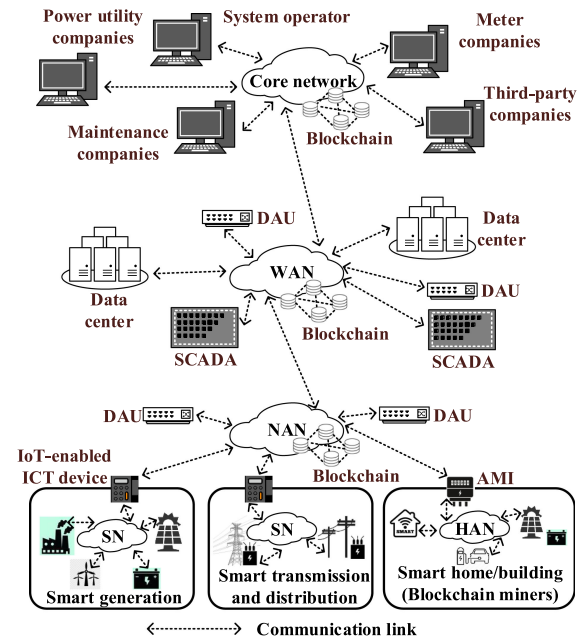 Power utility
companies
System operator
Meter
companies
Core network
Third-party
companies
Maintenance
companies
Blockchain
DAU
Data
center
WAN
Data
center
DAU
Blockchain
SCADA
SCADA
DAU
DAU
NAN
IoT-enabled
ICT device
Blockchain
AMI
SN
SN
SMART
HAN
Smart generation
Smart transmission
and distribution
Smart home/building
(Blockchain miners)
Communication link